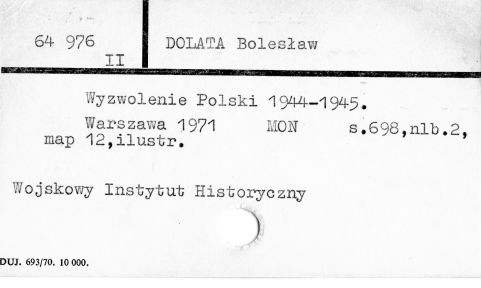 64 976
II
DOLATA Bolesław
Wyzwolenie Polski 1944-1945.
Warszawa 1971 MON s.698,nlb.2,
map 12,ilustr.
Wojskowy Instytut Historyczny
DUJ. 693/70. 10 000.